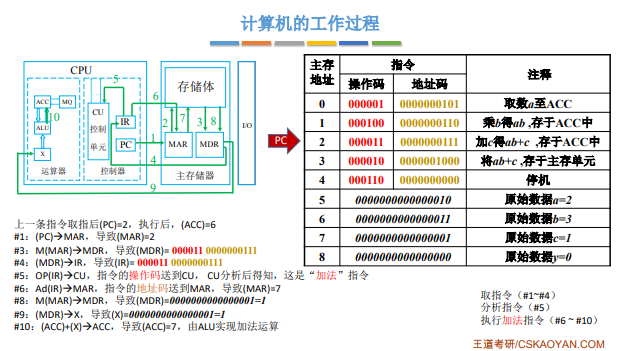 计算机的工作过程
CPU
ACC
MQ
ALU
X
运算器
CU
控制
单元
IR
PC
控制器
存储体
MAR
MDR
主存储器
I/O
5
6
10
1
2
7
3
8
4
9
PC
主存地址 指令 注释
操作码 地址码
0 000001 0000000101 取数a至ACC
1 000100 0000000110 乘b得ab ,存于ACC中
2 000011 0000000111 加c得ab+c ,存于ACC中
3 000010 0000001000 将ab+c ,存于主存单元
4 000110 0000000000 停机
5 0000000000000010 原始数据a=2
6 0000000000000011 原始数据b=3
7 0000000000000001 原始数据c=1
8 0000000000000000 原始数据y=0
上一条指令取指后(PC)=2，执行后，(ACC)=6
#1：(PC)→MAR，导致(MAR)=2
#3：M(MAR)→MDR，导致(MDR)= 000011 0000000111
#4：(MDR)→IR，导致(IR)= 000011 0000000111
#5：OP(IR)→CU，指令的操作码送到CU， CU分析后得知，这是“加法”指令
#6：Ad(IR)→MAR，指令的地址码送到MAR，导致(MAR)=7
#8：M(MAR)→MDR，导致(MDR)=0000000000000001=1
#9：(MDR)→X，导致(X)=0000000000000001=1
#10：(ACC)+(X)→ACC，导致(ACC)=7，由ALU实现加法运算
取指令（#1~#4）
分析指令（#5）
执行加法指令（#6 ~ #10）
王道考研/CSKAOYAN.COM